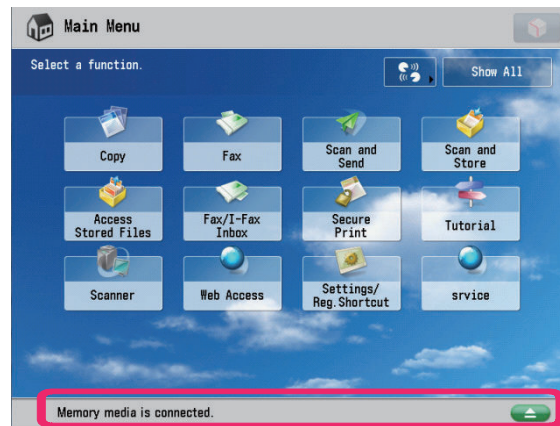 Main Menu
Select a function.
Show All
Copy
Fax
Scan and
Send
Scan and
Store
Access
Stored Files
Fax/I-Fax
Inbox
Secure
Print
Tutorial
Scanner
Web Access
Settings/
Reg.Shortcut
srvice
Memory media is connected.